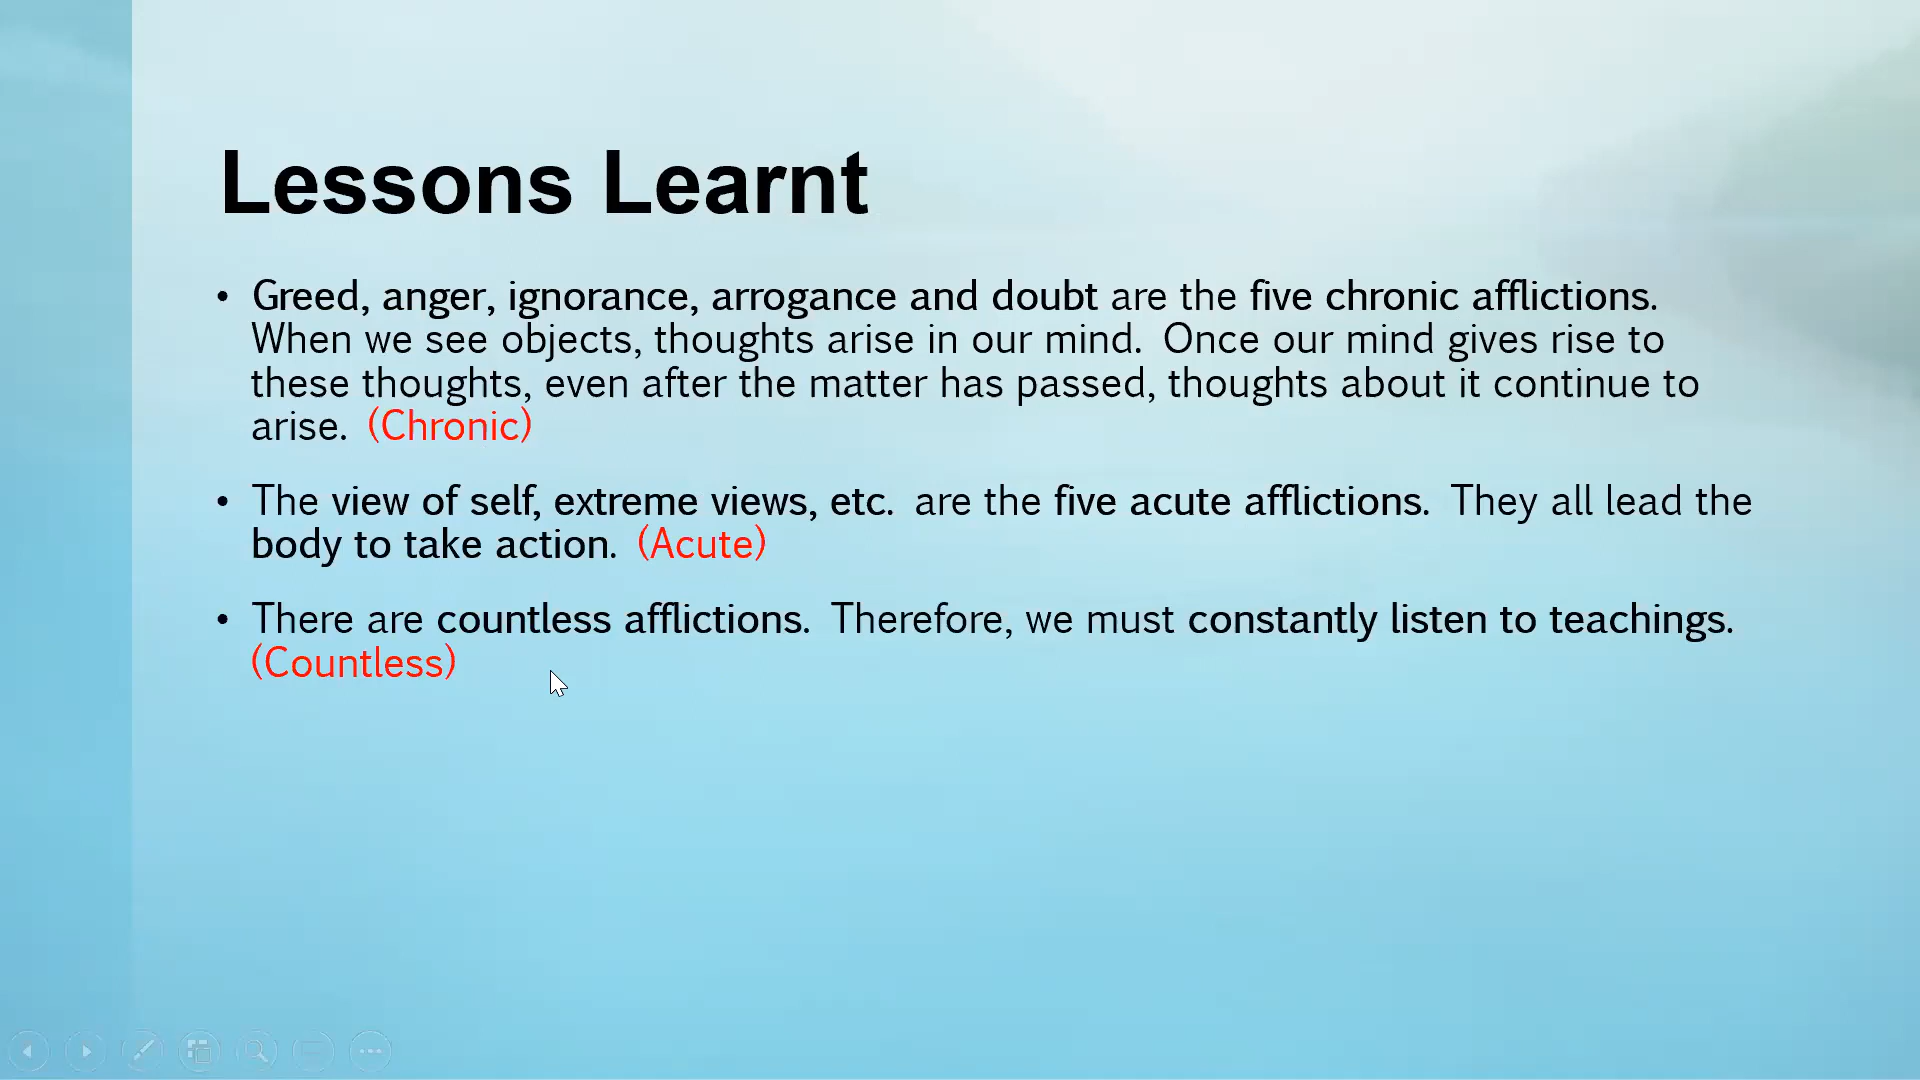 Lessons Learnt
• Greed, anger, ignorance, arrogance and doubt are the five chronic afflictions.
When we see objects, thoughts arise in our mind. Once our mind gives rise to
these thoughts, even after the matter has passed, thoughts about it continue to
arise. (Chronic)
• The view of self, extreme views, etc. are the five acute afflictions. They all lead the
body to take action. (Acute)
• There are countless afflictions. Therefore, we must constantly listen to teachings.
(Countless)